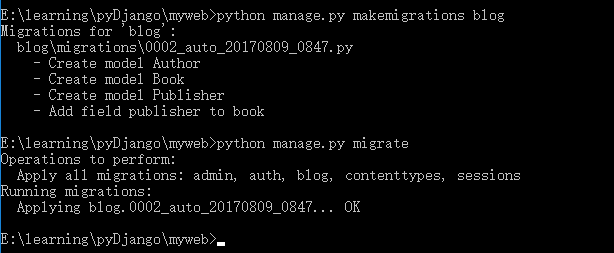 E:\learning\pyDjango\myweb>python manage.py makemigrations blog
Migrations for 'blog':
  blog\migrations\0002_auto_20170809_0847.py
    - Create model Author
    - Create model Book
    - Create model Publisher
    - Add field publisher to book
E:\learning\pyDjango\myweb>python manage.py migrate
Operations to perform:
  Apply all migrations: admin, auth, blog, contenttypes, sessions
Running migrations:
  Applying blog.0002_auto_20170809_0847... OK
E:\learning\pyDjango\myweb>